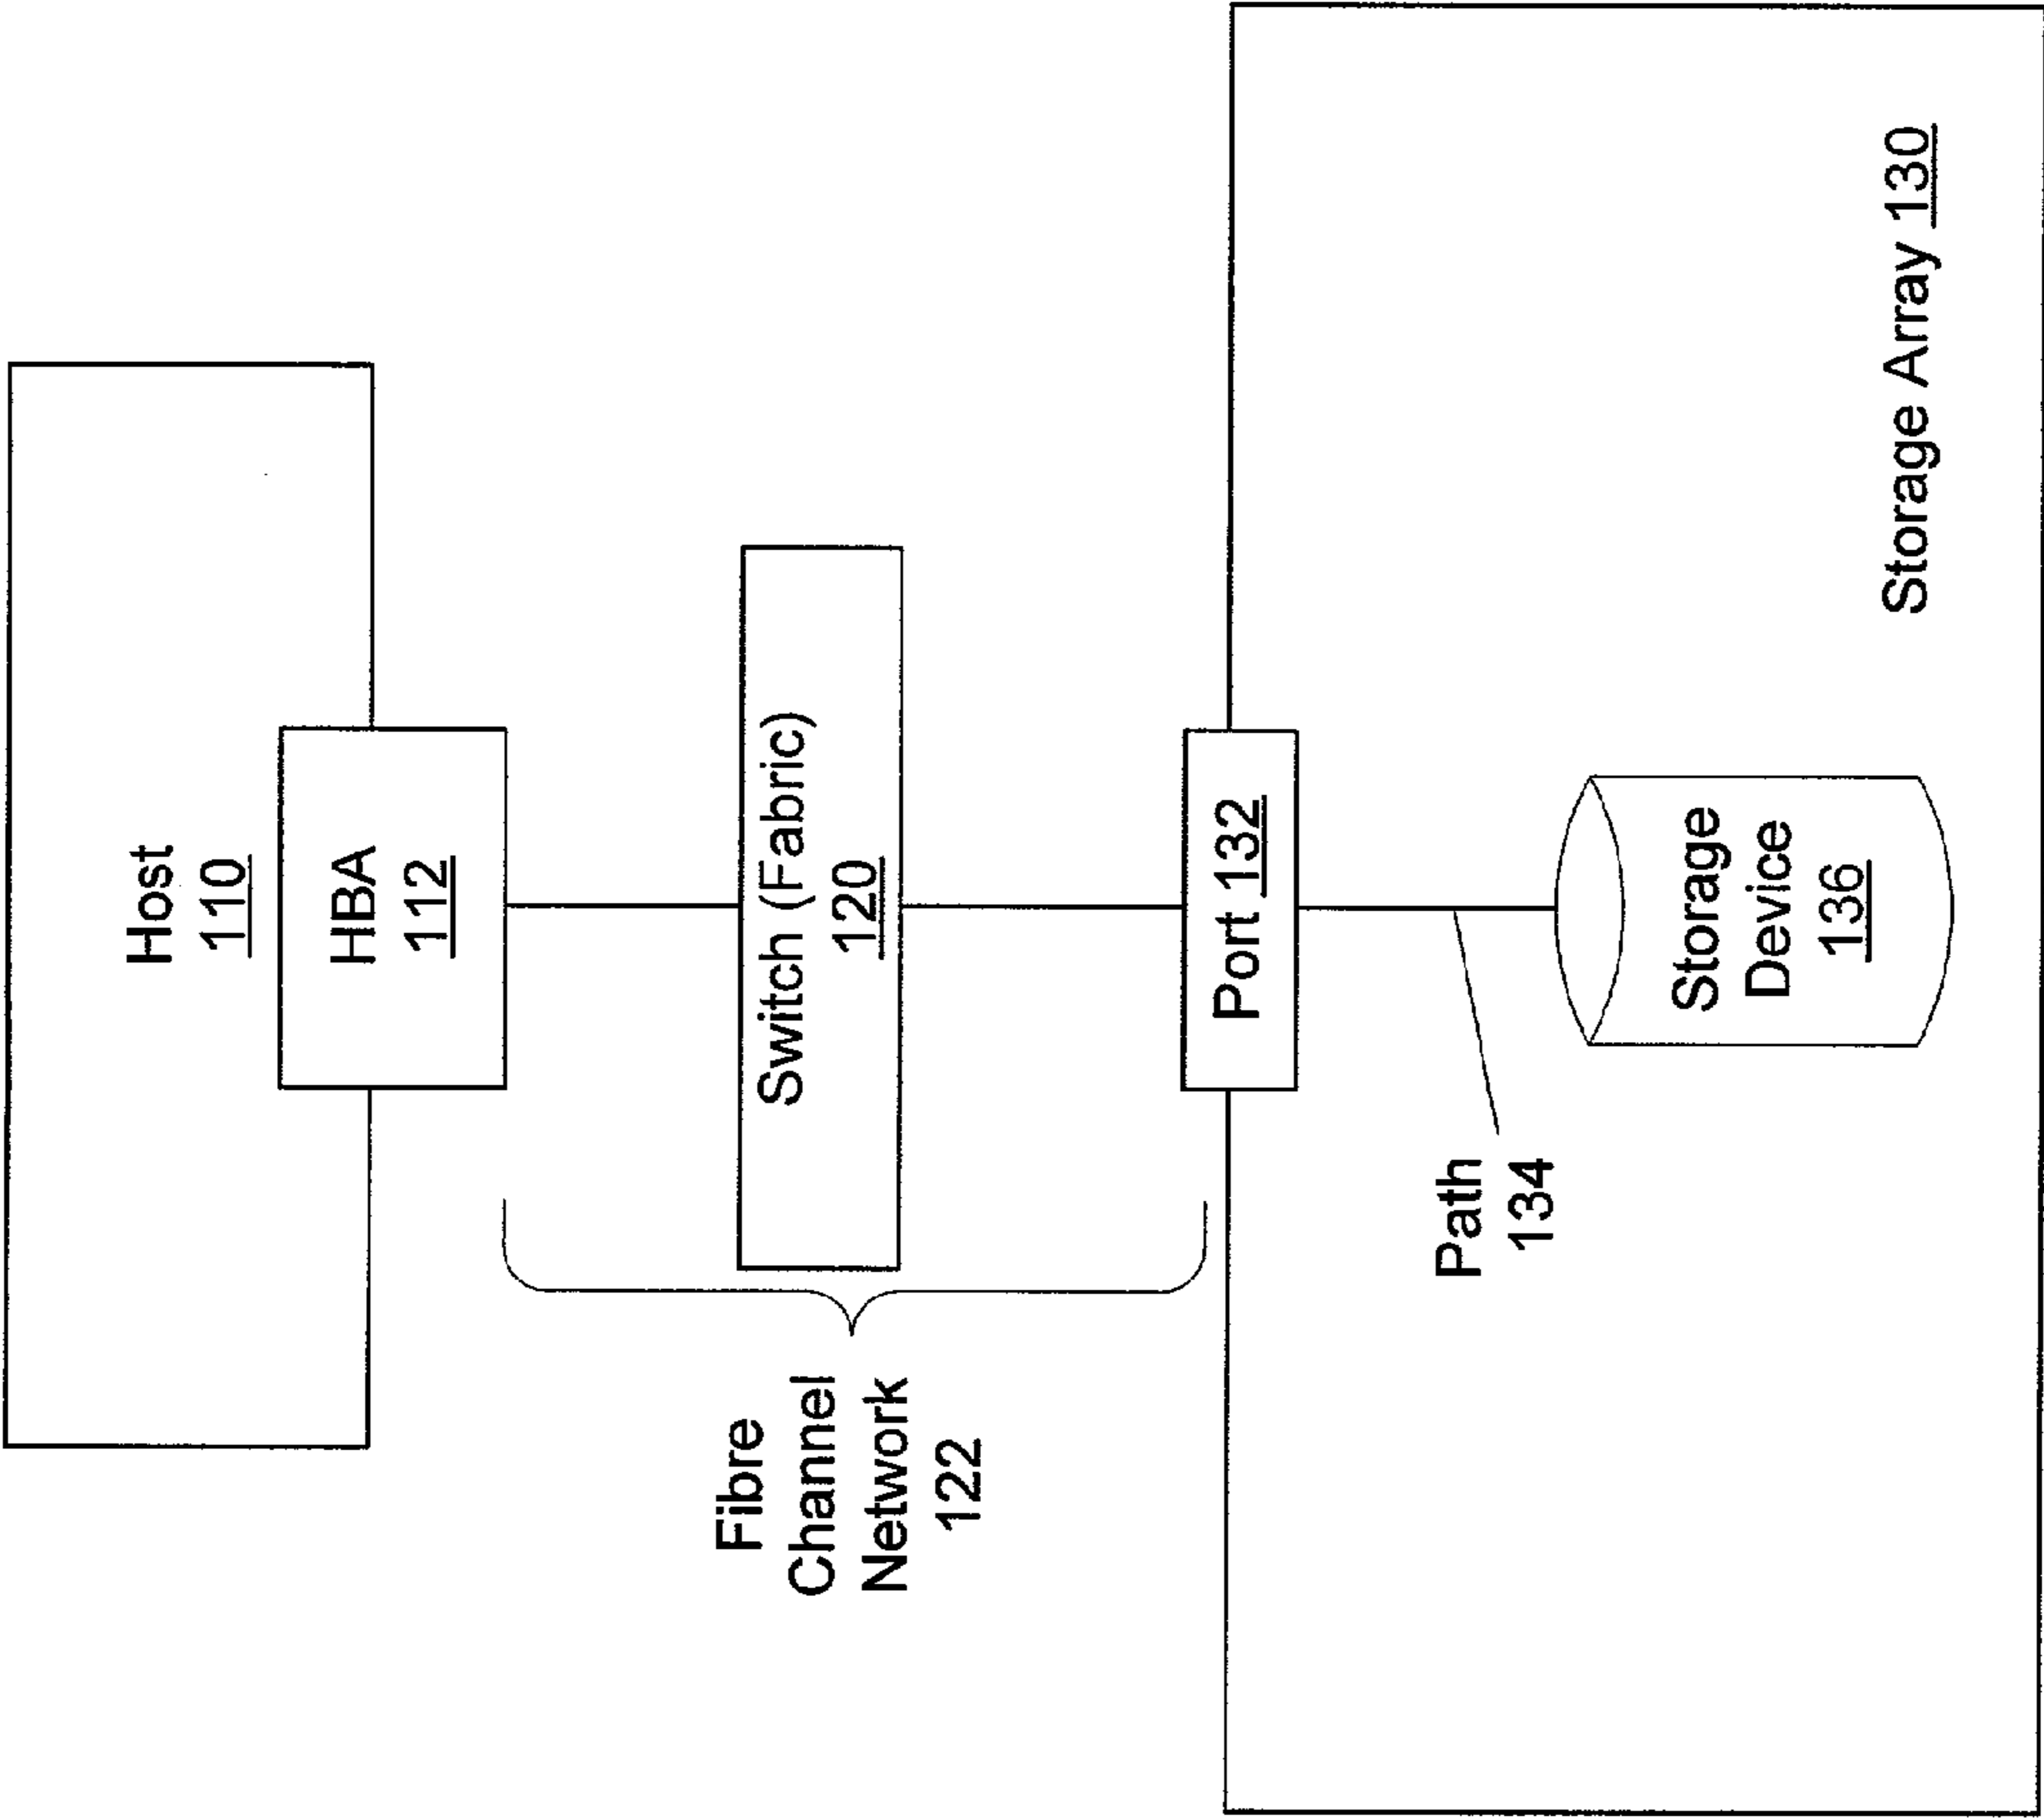 Host
110
HBA
112
Switch (Fabric)
120
Fibre
Channel
Network
122
Port 132
Path
134
Storage
Device
136
Storage Array 130